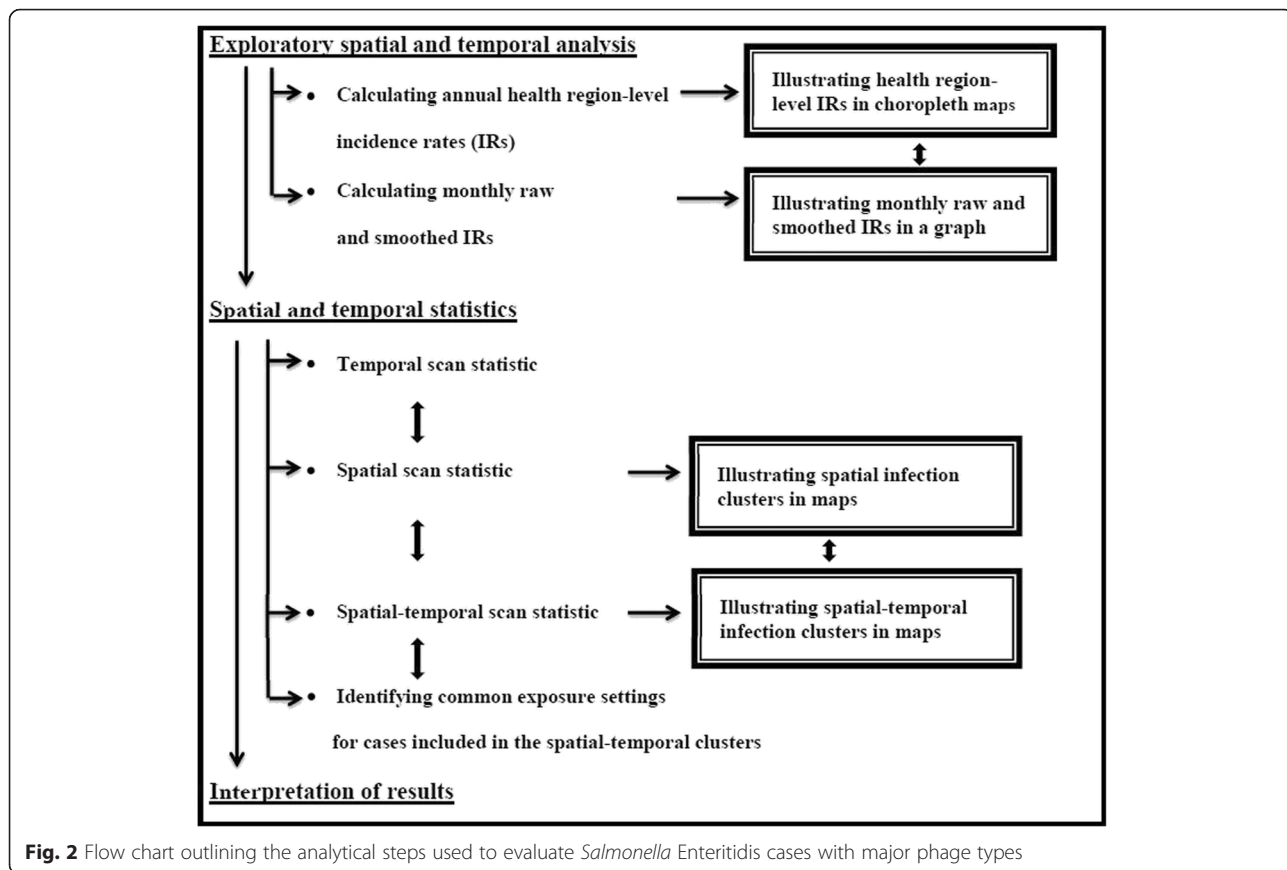 Exploratory spatial and temporal analysis
• Calculating annual health region-level
incidence rates (IRs)
Illustrating health region-
level IRs in choropleth maps
• Calculating monthly raw
and smoothed IRs
Illustrating monthly raw and
smoothed IRs in a graph
Spatial and temporal statistics
• Temporal scan statistic
• Spatial scan statistic
Illustrating spatial infection
clusters in maps
• Spatial-temporal scan statistic
Illustrating spatial-temporal
infection clusters in maps
• Identifying common exposure settings
for cases included in the spatial-temporal clusters
Interpretation of results
Fig. 2 Flow chart outlining the analytical steps used to evaluate Salmonella Enteritidis cases with major phage types